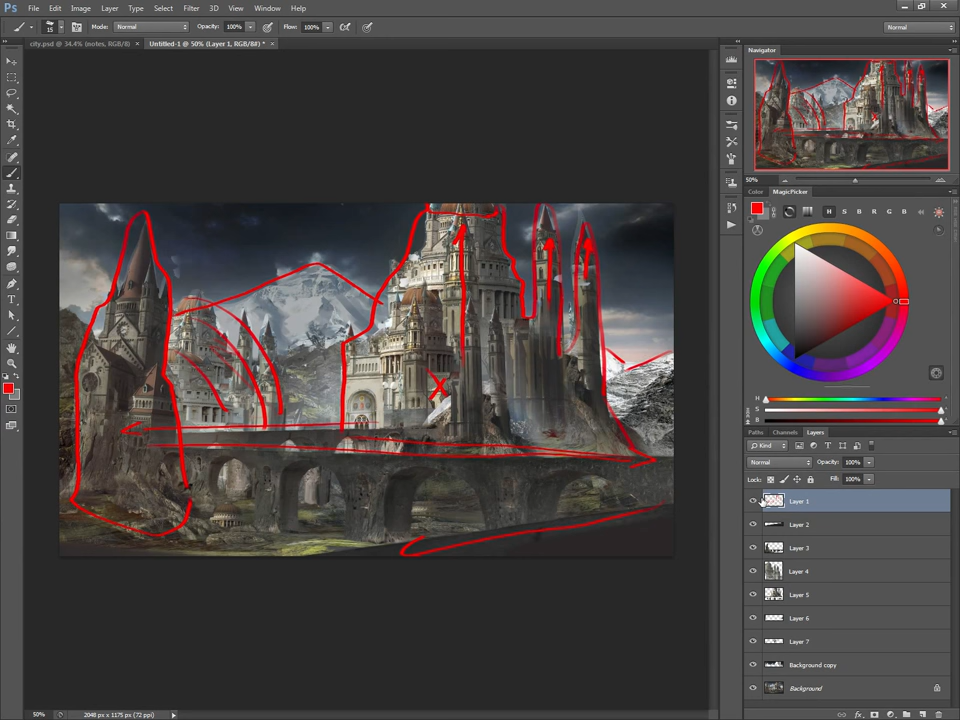 Ps File Edit Image Layer Type Select Filter 3D View Window Help
15 Mode: Normal Opacity: 100% Flow: 100% Normal
city.psd @ 34.4% (notes, RGB/8) × Untitled-1 @ 50% (Layer 1, RGB/8#) * ×
Navigator
50%
Color MagicPicker
H S B R G B
H
S
B
Paths Channels Layers
Kind T
Normal Opacity: 100%
Lock: Fill: 100%
Layer 1
Layer 2
Layer 3
Layer 4
Layer 5
Layer 6
Layer 7
Background copy
Background
fx
50% 2048 px x 1175 px (72 ppi)